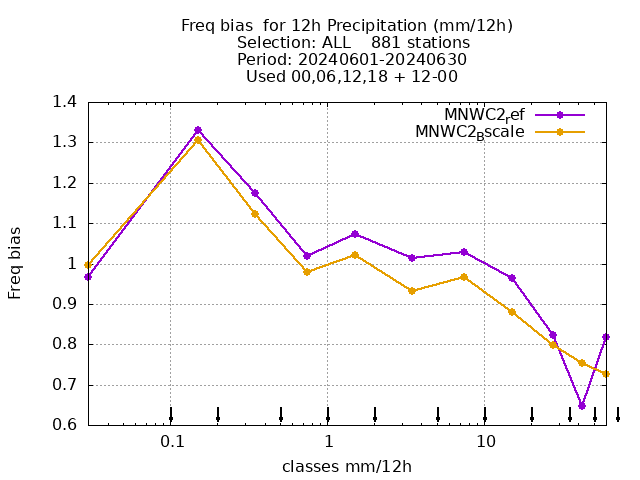 Freq bias  for 12h Precipitation (mm/12h)
Selection: ALL    881 stations
Period: 20240601-20240630
Used 00,06,12,18 + 12-00
MNWC2ref
MNWC2Bscale
1.4
1.3
1.2
1.1
1
0.9
0.8
0.7
0.6
Freq bias
0.1 1 10
classes mm/12h